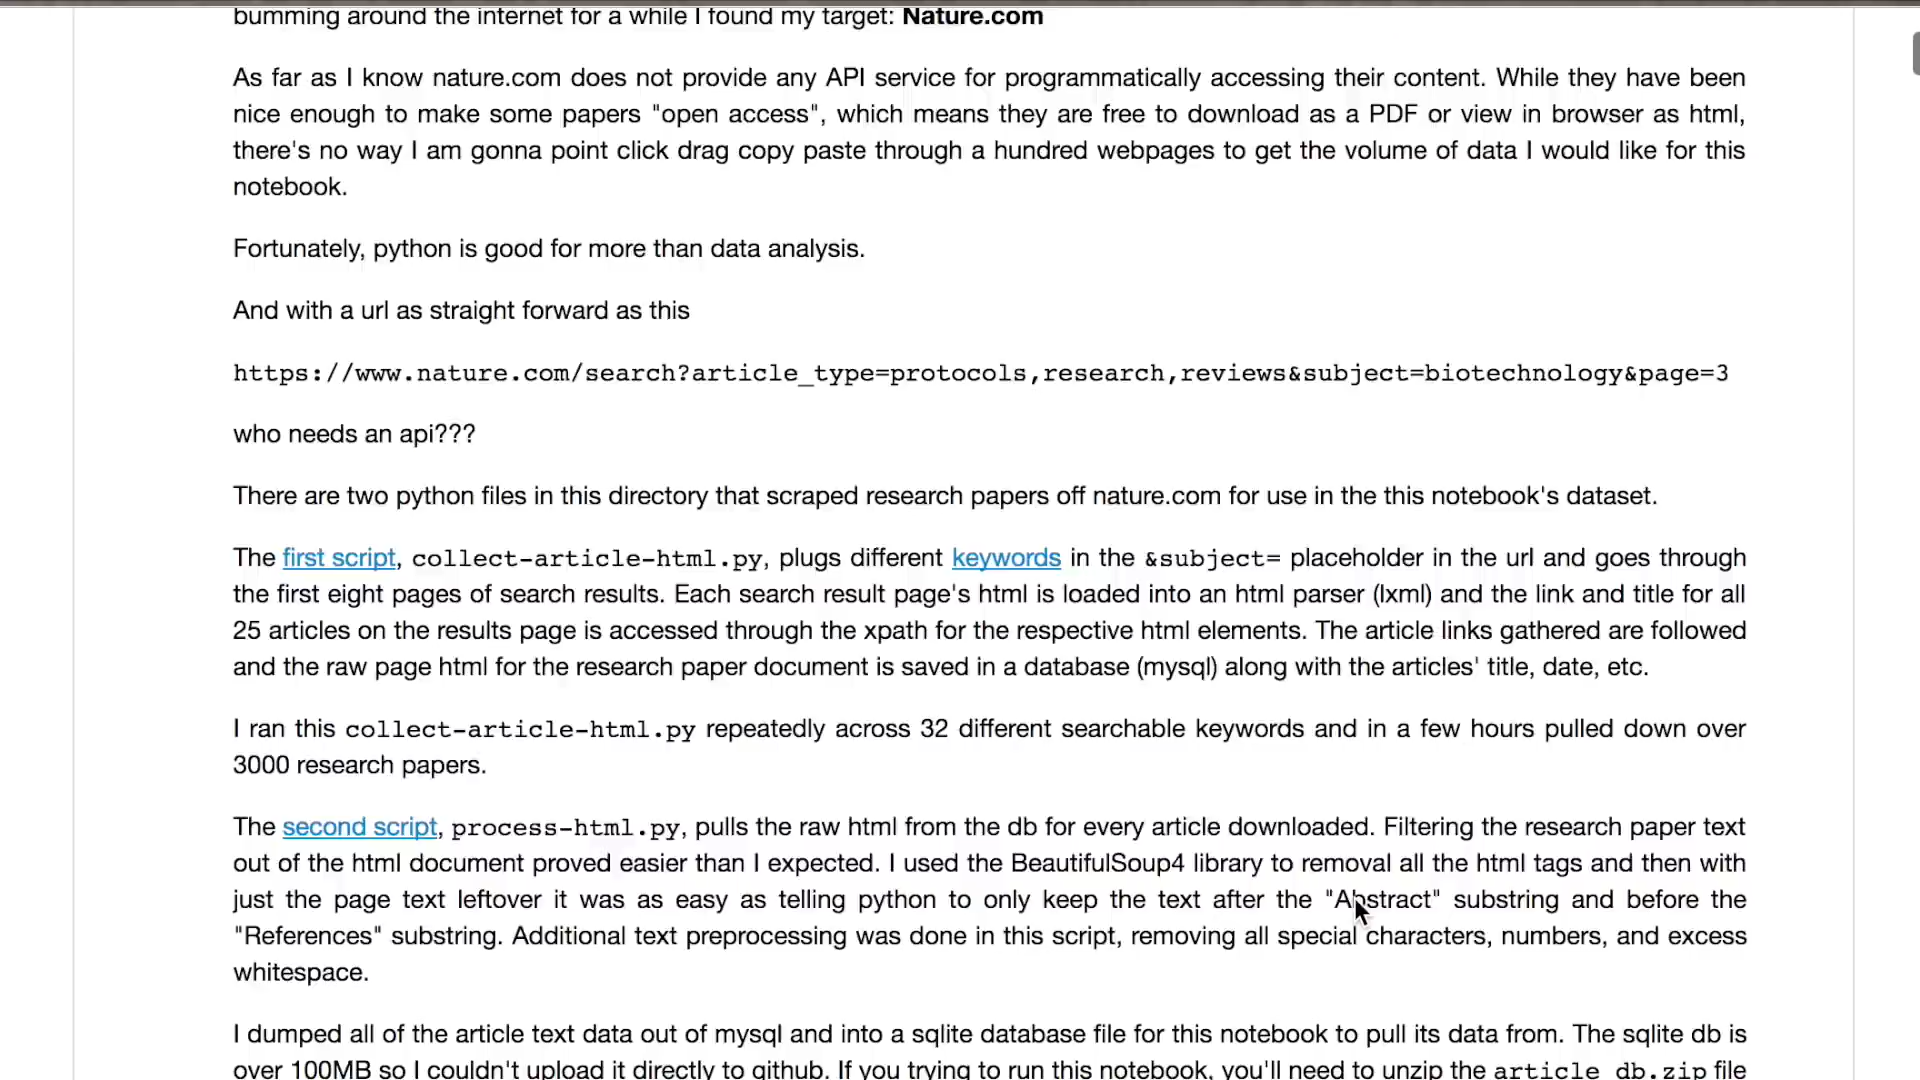 bumming around the internet for a while I found my target: Nature.com
As far as I know nature.com does not provide any API service for programmatically accessing their content. While they have been
nice enough to make some papers "open access", which means they are free to download as a PDF or view in browser as html,
there's no way I am gonna point click drag copy paste through a hundred webpages to get the volume of data I would like for this
notebook.
Fortunately, python is good for more than data analysis.
And with a url as straight forward as this
https://www.nature.com/search?article_type=protocols,research,reviews&subject=biotechnology&page=3
who needs an api???
There are two python files in this directory that scraped research papers off nature.com for use in the this notebook's dataset.
The first script, collect-article-html.py, plugs different keywords in the &subject= placeholder in the url and goes through
the first eight pages of search results. Each search result page's html is loaded into an html parser (lxml) and the link and title for all
25 articles on the results page is accessed through the xpath for the respective html elements. The article links gathered are followed
and the raw page html for the research paper document is saved in a database (mysql) along with the articles' title, date, etc.
I ran this collect-article-html.py repeatedly across 32 different searchable keywords and in a few hours pulled down over
3000 research papers.
The second script, process-html.py, pulls the raw html from the db for every article downloaded. Filtering the research paper text
out of the html document proved easier than I expected. I used the BeautifulSoup4 library to removal all the html tags and then with
just the page text leftover it was as easy as telling python to only keep the text after the "Abstract" substring and before the
"References" substring. Additional text preprocessing was done in this script, removing all special characters, numbers, and excess
whitespace.
I dumped all of the article text data out of mysql and into a sqlite database file for this notebook to pull its data from. The sqlite db is
over 100MB so I couldn't upload it directly to github. If you trying to run this notebook, you'll need to unzip the article_db.zip file